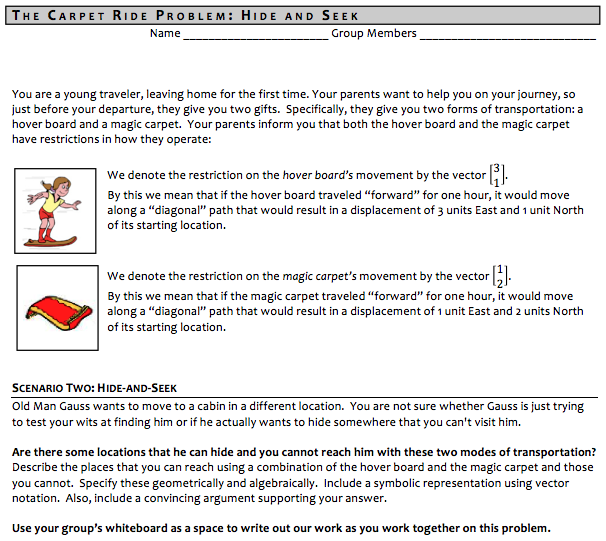 THE CARPET RIDE PROBLEM: HIDE AND SEEK
Name ______________________ Group Members ___________________________
You are a young traveler, leaving home for the first time. Your parents want to help you on your journey, so
just before your departure, they give you two gifts. Specifically, they give you two forms of transportation: a
hover board and a magic carpet. Your parents inform you that both the hover board and the magic carpet
have restrictions in how they operate:
We denote the restriction on the hover board's movement by the vector [3 1].
By this we mean that if the hover board traveled "forward" for one hour, it would move
along a "diagonal" path that would result in a displacement of 3 units East and 1 unit North
of its starting location.
We denote the restriction on the magic carpet's movement by the vector [1 2].
By this we mean that if the magic carpet traveled "forward" for one hour, it would move
along a "diagonal" path that would result in a displacement of 1 unit East and 2 units North
of its starting location.
SCENARIO TWO: HIDE-AND-SEEK
Old Man Gauss wants to move to a cabin in a different location. You are not sure whether Gauss is just trying
to test your wits at finding him or if he actually wants to hide somewhere that you can't visit him.
Are there some locations that he can hide and you cannot reach him with these two modes of transportation?
Describe the places that you can reach using a combination of the hover board and the magic carpet and those
you cannot. Specify these geometrically and algebraically. Include a symbolic representation using vector
notation. Also, include a convincing argument supporting your answer.
Use your group's whiteboard as a space to write out our work as you work together on this problem.